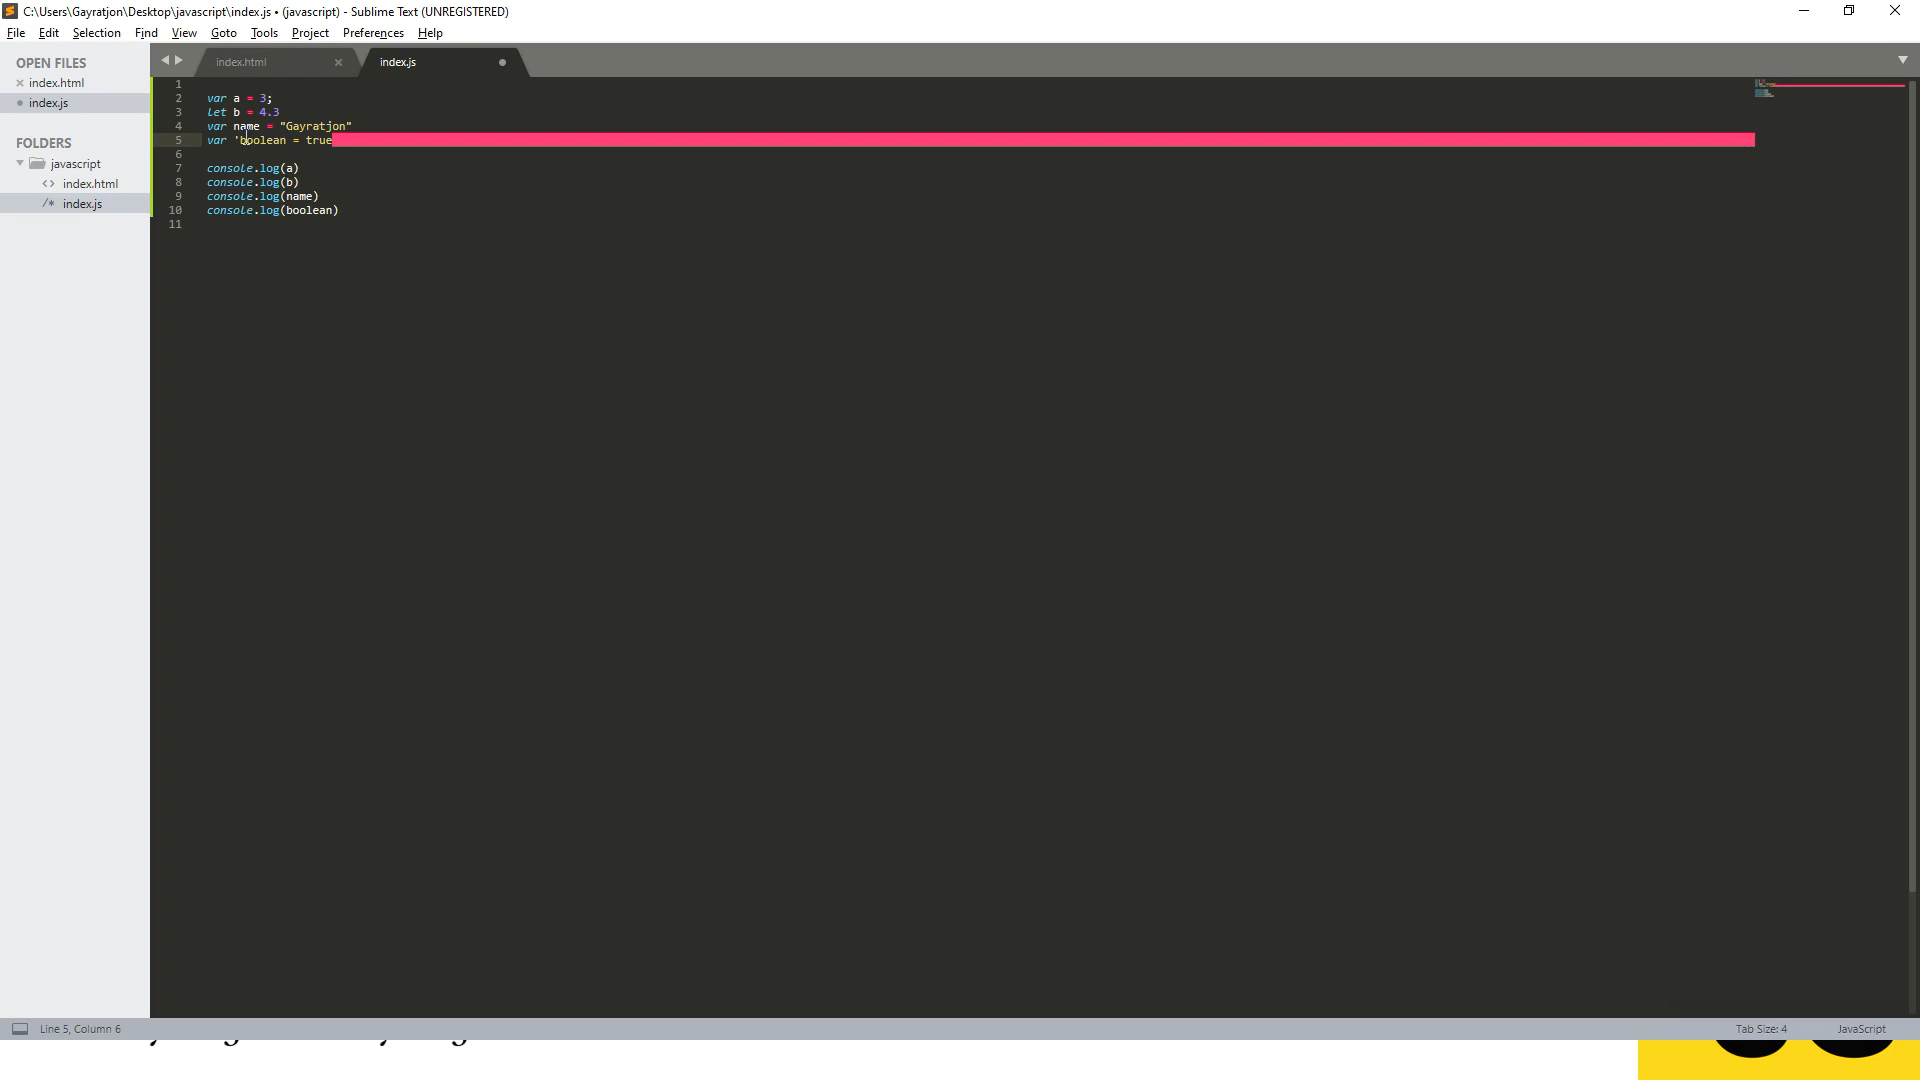 C:\Users\Gayratjon\Desktop\javascript\index.js • (javascript) - Sublime Text (UNREGISTERED)
File Edit Selection Find View Goto Tools Project Preferences Help
OPEN FILES
index.html
index.js
FOLDERS
javascript
index.html
/* index.js
index.html
index.js
1
2 var a = 3;
3 let b = 4.3
4 var name = "Gayratjon"
5 var 'boolean = true
6
7 console.log(a)
8 console.log(b)
9 console.log(name)
10 console.log(boolean)
11
Line 5, Column 6
Tab Size: 4
JavaScript